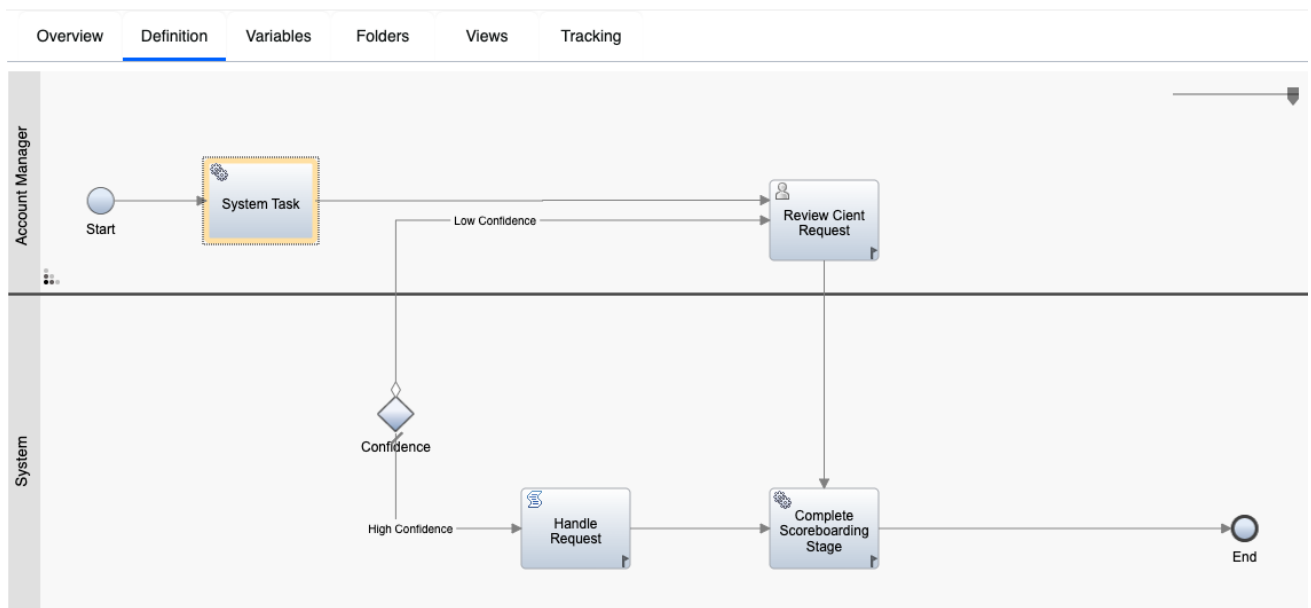 Overview Definition Variables Folders Views Tracking
Account Manager
Start
System Task
Low Confidence
Review Cient
Request
System
Confidence
High Confidence
Handle
Request
Complete
Scoreboarding
Stage
End